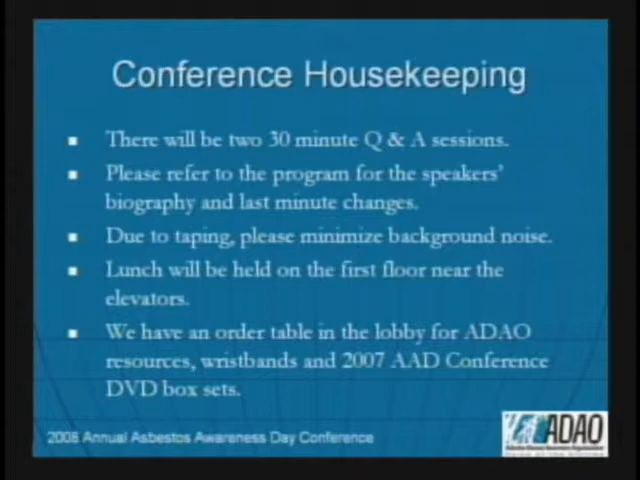 Conference Housekeeping
There will be two 30 minute Q & A sessions.
Please refer to the program for the speakers'
biography and last minute changes.
Due to taping, please minimize background noise.
Lunch will be held on the first floor near the
elevators.
We have an order table in the lobby for ADAO
resources, wristbands and 2007 AAD Conference
DVD box sets.
2008 Annual Asbestos Awareness Day Conference
ADAO